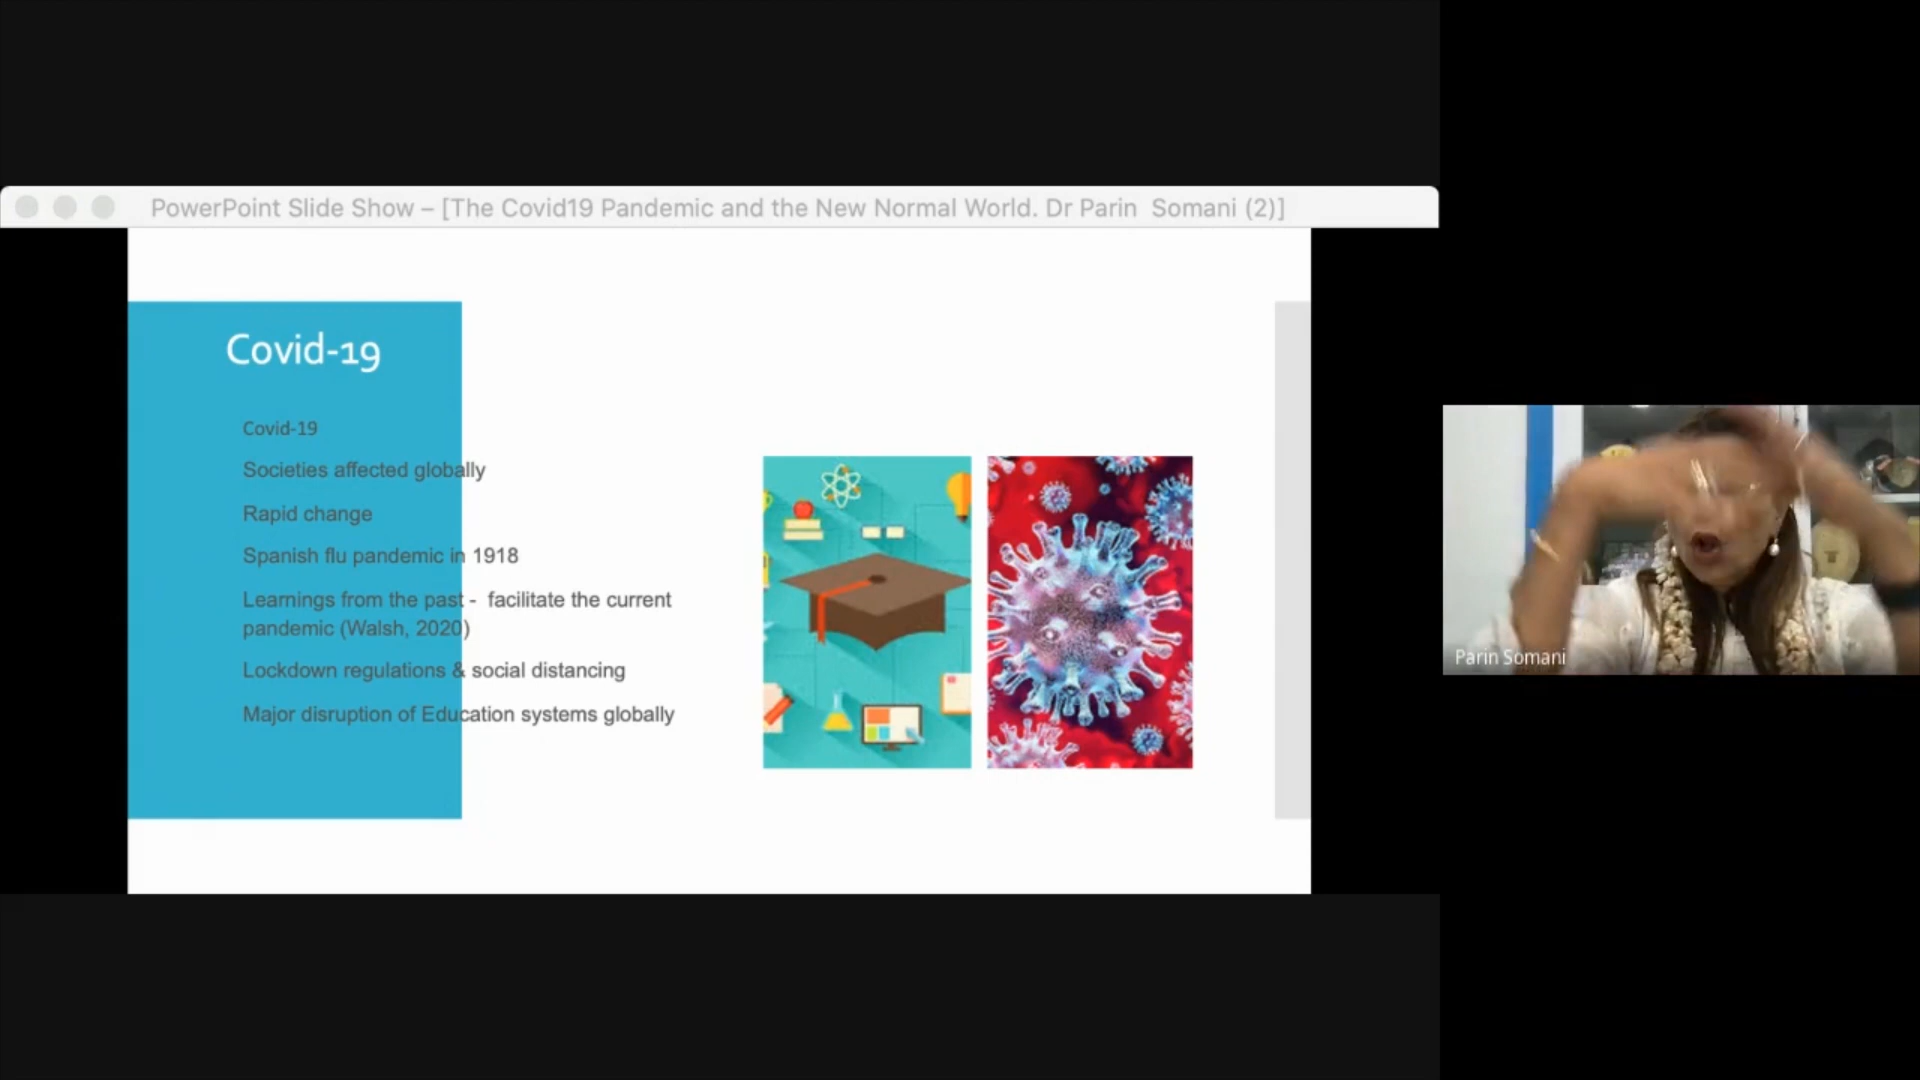 PowerPoint Slide Show – [The Covid19 Pandemic and the New Normal World. Dr Parin  Somani (2)]
Covid-19
Covid-19
Societies affected globally
Rapid change
Spanish flu pandemic in 1918
Learnings from the past -  facilitate the current
pandemic (Walsh, 2020)
Lockdown regulations & social distancing
Major disruption of Education systems globally
Parin Somani